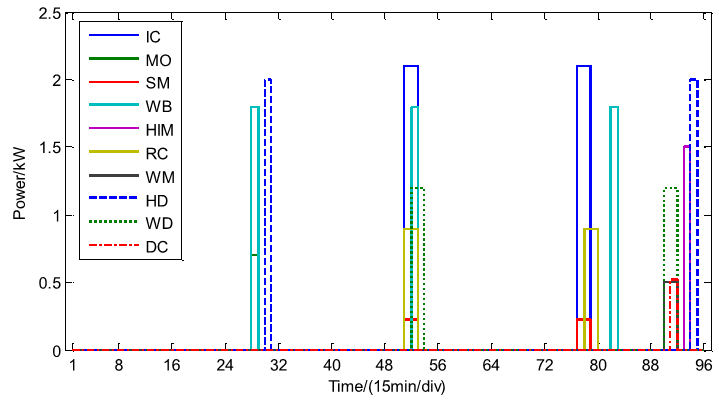 2.5
2
1.5
1
0.5
0
Power/kW
IC
MO
SM
WB
HIM
RC
WM
HD
WD
DC
1 8 16 24 32 40 48 56 64 72 80 88 96
Time/(15min/div)